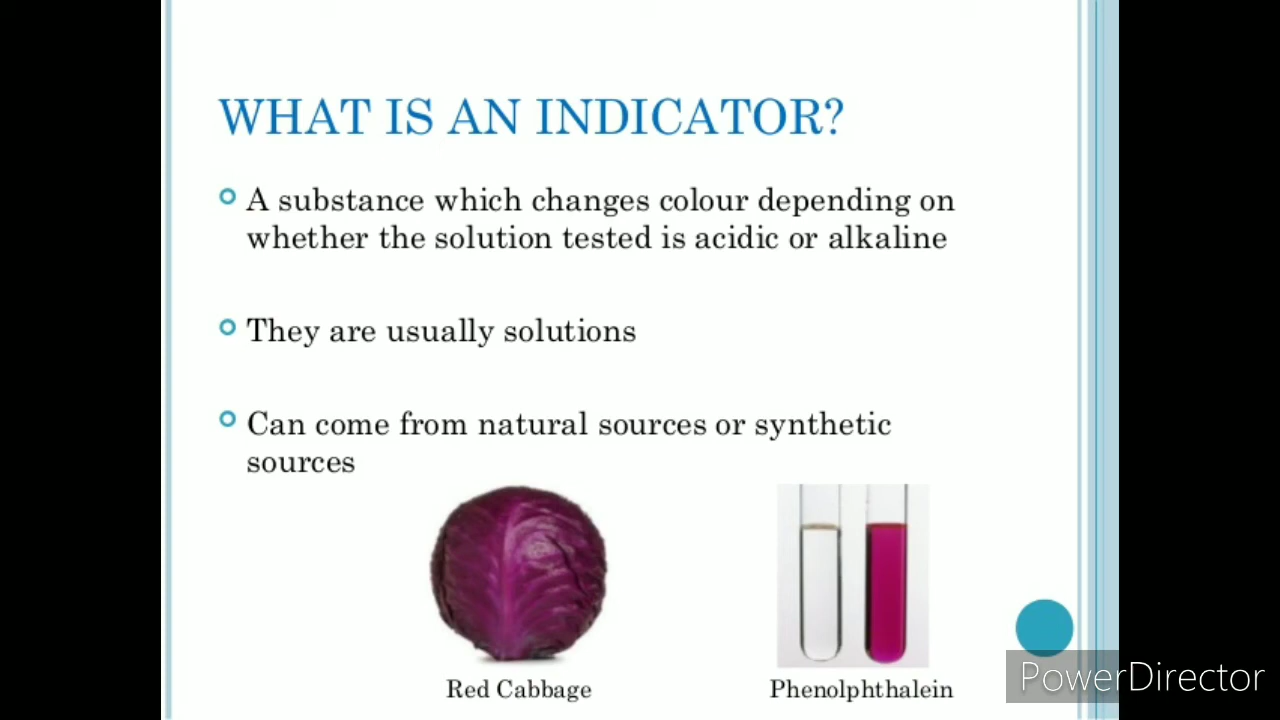 WHAT IS AN INDICATOR?
A substance which changes colour depending on
whether the solution tested is acidic or alkaline
They are usually solutions
Can come from natural sources or synthetic
sources
Red Cabbage
Phenolphthalein
PowerDirector